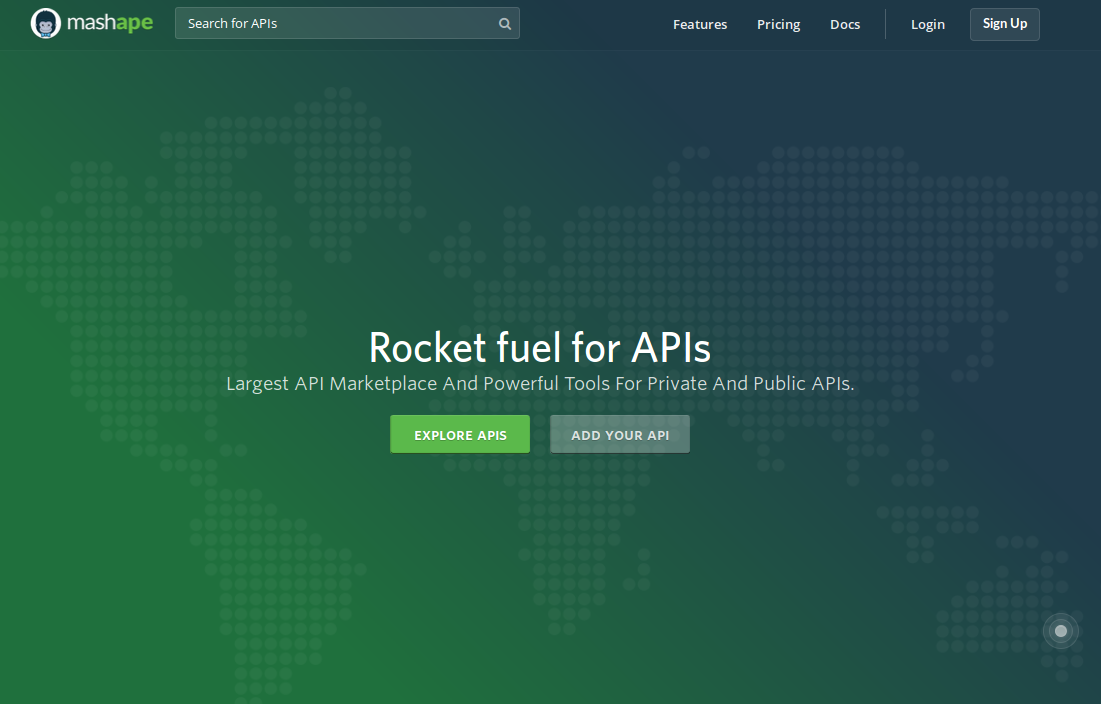 mashape
Search for APIs
Features
Pricing
Docs
Login
Sign Up
Rocket fuel for APIs
Largest API Marketplace And Powerful Tools For Private And Public APIs.
EXPLORE APIS
ADD YOUR API